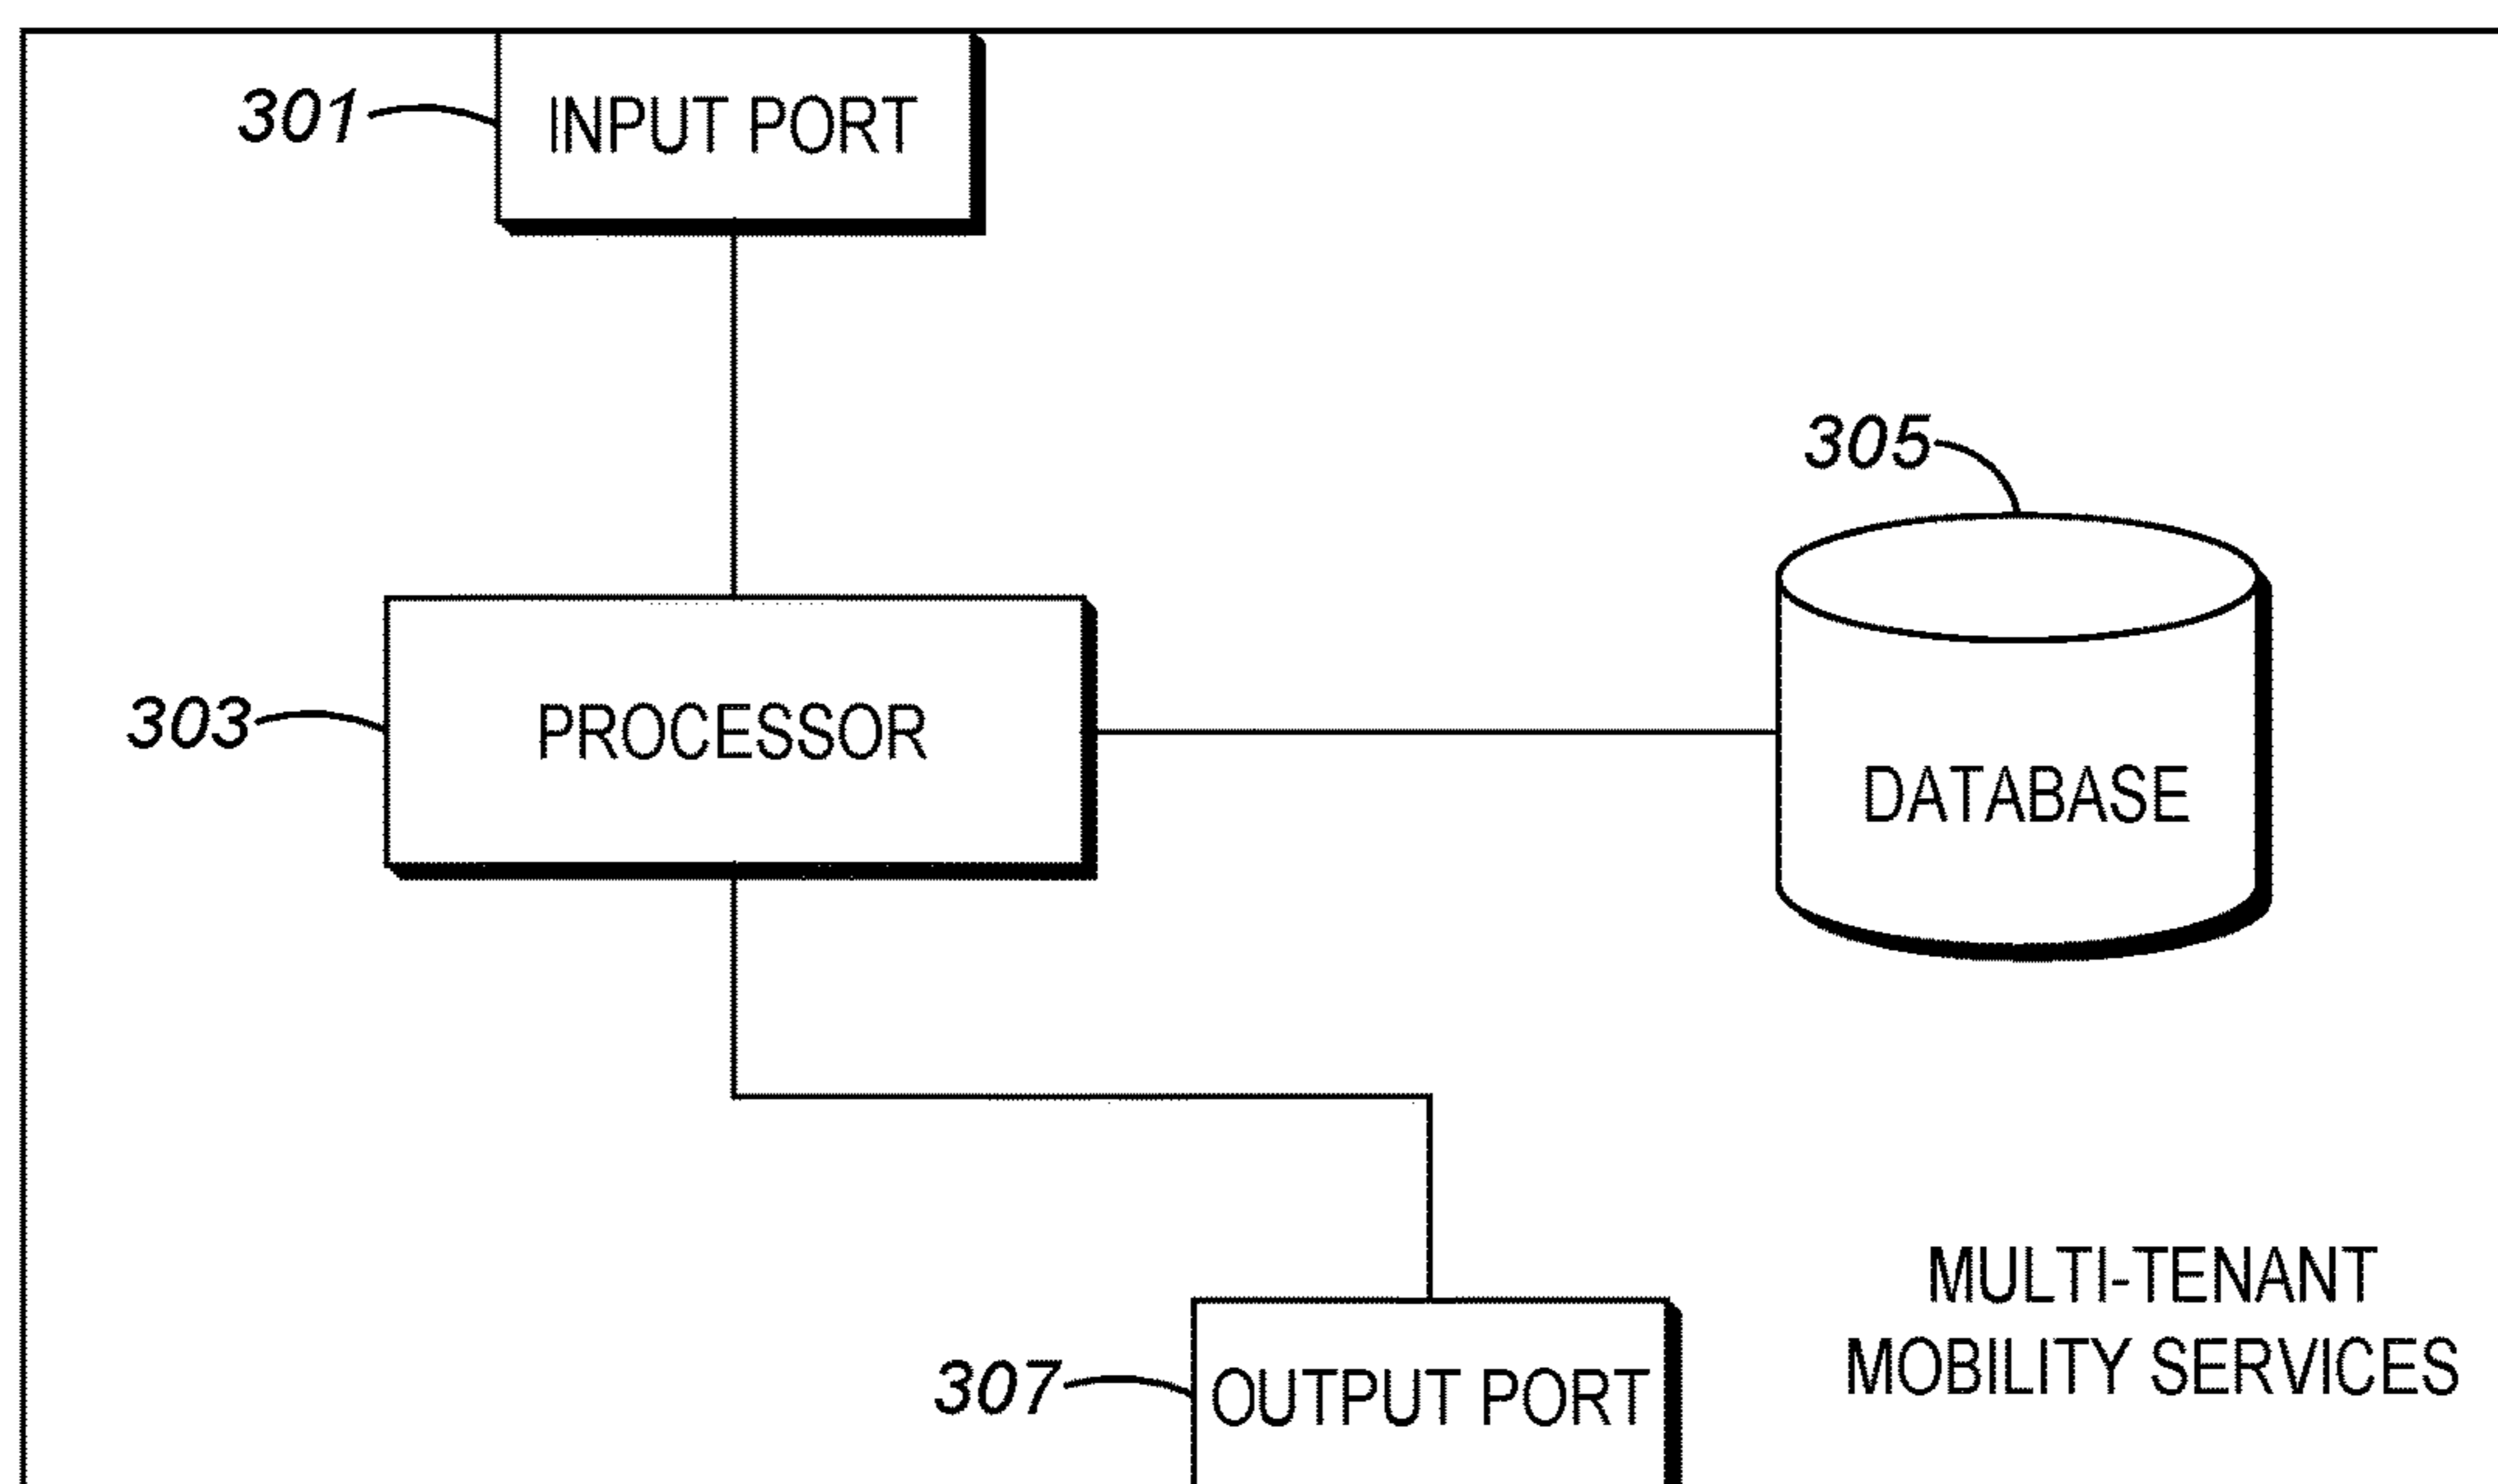 301
INPUT PORT
305
303
PROCESSOR
DATABASE
MULTI-TENANT
MOBILITY SERVICES
307
OUTPUT PORT